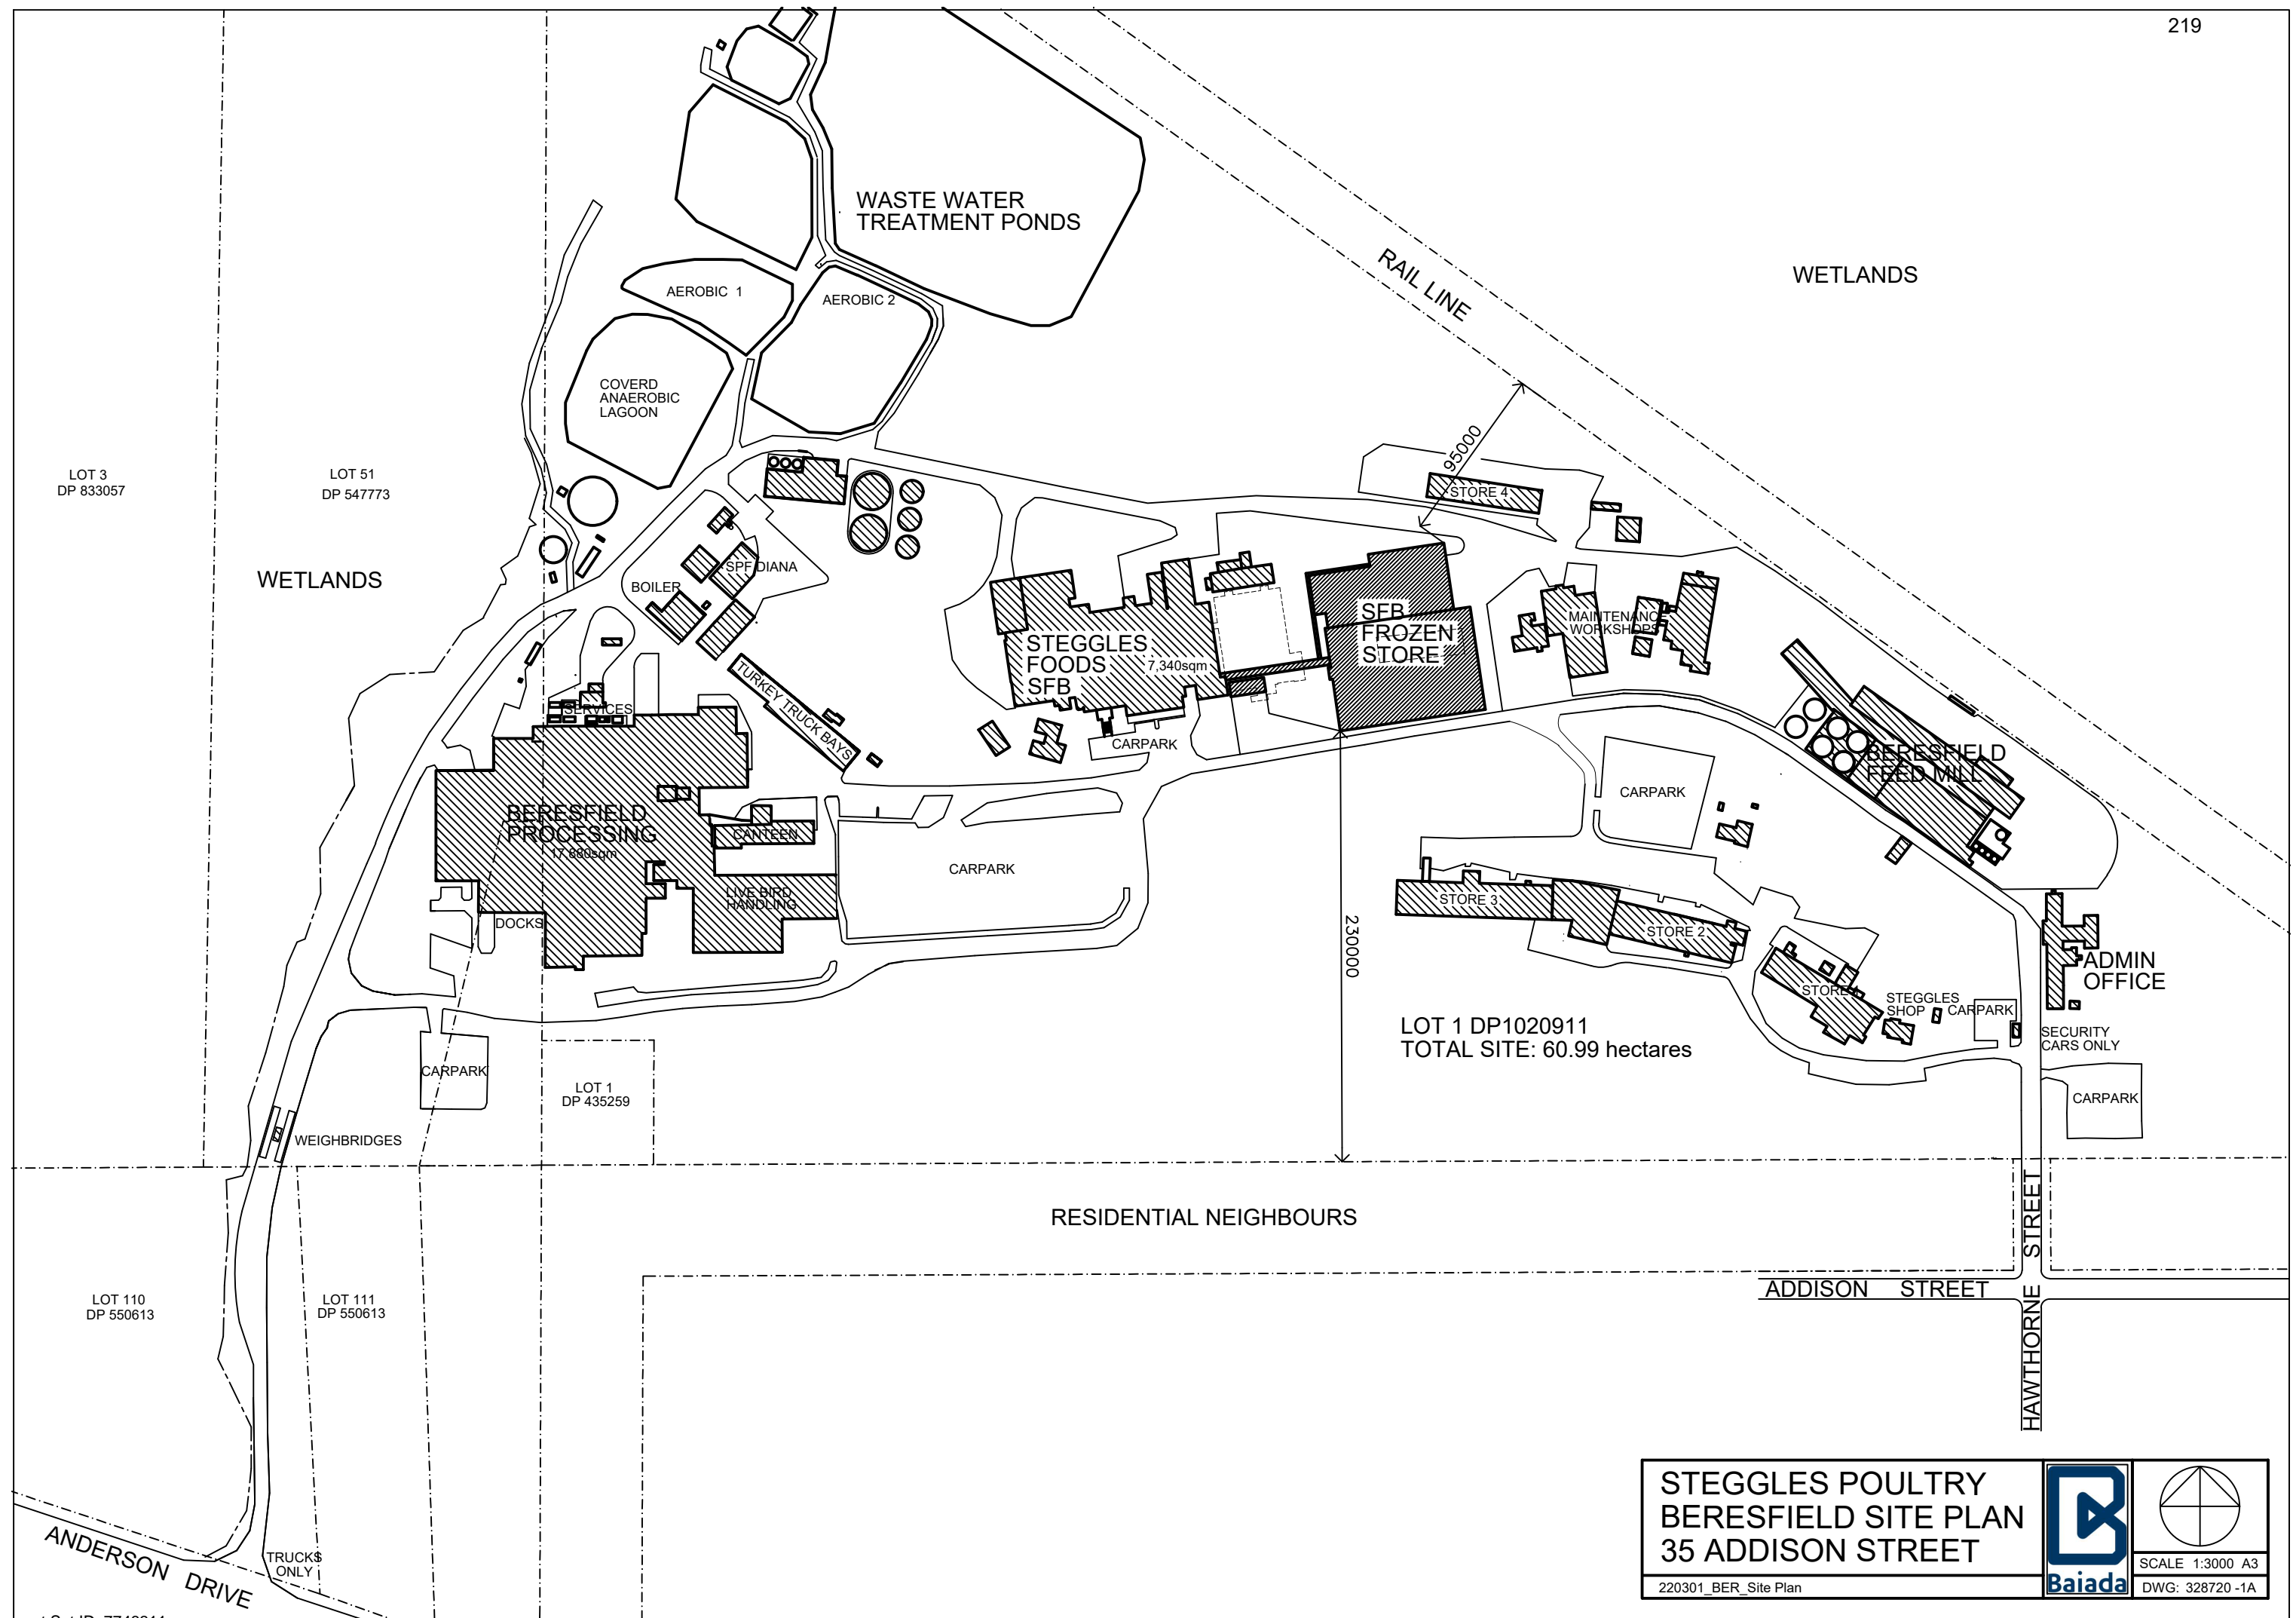 219
WASTE WATER
TREATMENT PONDS
RAIL LINE
WETLANDS
AEROBIC 1
AEROBIC 2
COVERD
ANAEROBIC
LAGOON
95000
LOT 3
DP 833057
LOT 51
DP 547773
STORE 4
WETLANDS
SPF DIANA
BOILER
SFB
FROZEN
STORE
MAINTENANCE
WORKSHOPS
STEGGLES
FOODS
SFB
7,340sqm
TURKEY TRUCK BAYS
SERVICES
CARPARK
BERESFIELD
FEED MILL
CARPARK
BERESFIELD
PROCESSING
17,880sqm
CANTEEN
CARPARK
LIVE BIRD
HANDLING
DOCKS
STORE 3
STORE 2
230000
ADMIN
OFFICE
STORE
STEGGLES
SHOP
CARPARK
SECURITY
CARS ONLY
LOT 1 DP1020911
TOTAL SITE: 60.99 hectares
CARPARK
LOT 1
DP 435259
CARPARK
WEIGHBRIDGES
RESIDENTIAL NEIGHBOURS
HAWTHORNE STREET
ADDISON STREET
LOT 110
DP 550613
LOT 111
DP 550613
ANDERSON DRIVE
TRUCKS
ONLY
STEGGLES POULTRY
BERESFIELD SITE PLAN
35 ADDISON STREET
220301_BER_Site Plan
Baiada
SCALE 1:3000 A3
DWG: 328720 -1A